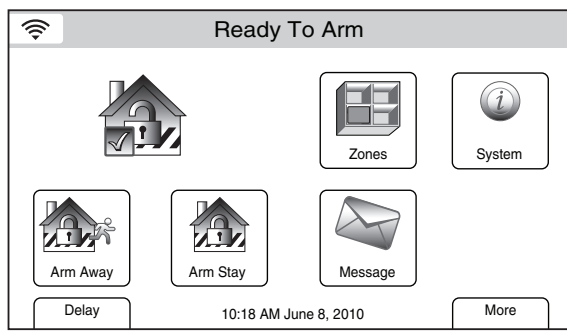 Ready To Arm
Zones
System
Arm Away
Arm Stay
Message
Delay
10:18 AM June 8, 2010
More